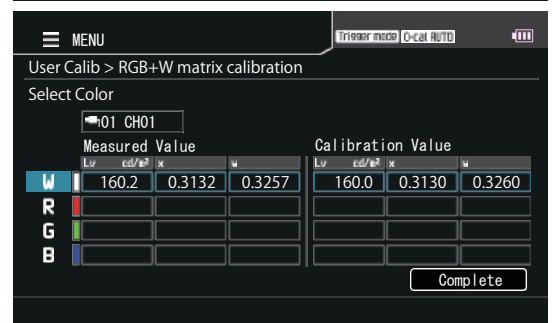 ☰ MENU Trigger mode 0-cal AUTO
User Calib > RGB+W matrix calibration
Select Color
01 CH01
Measured Value Calibration Value
Lv cd/m² x y Lv cd/m² x y
W 160.2 0.3132 0.3257 160.0 0.3130 0.3260
R
G
B
Complete